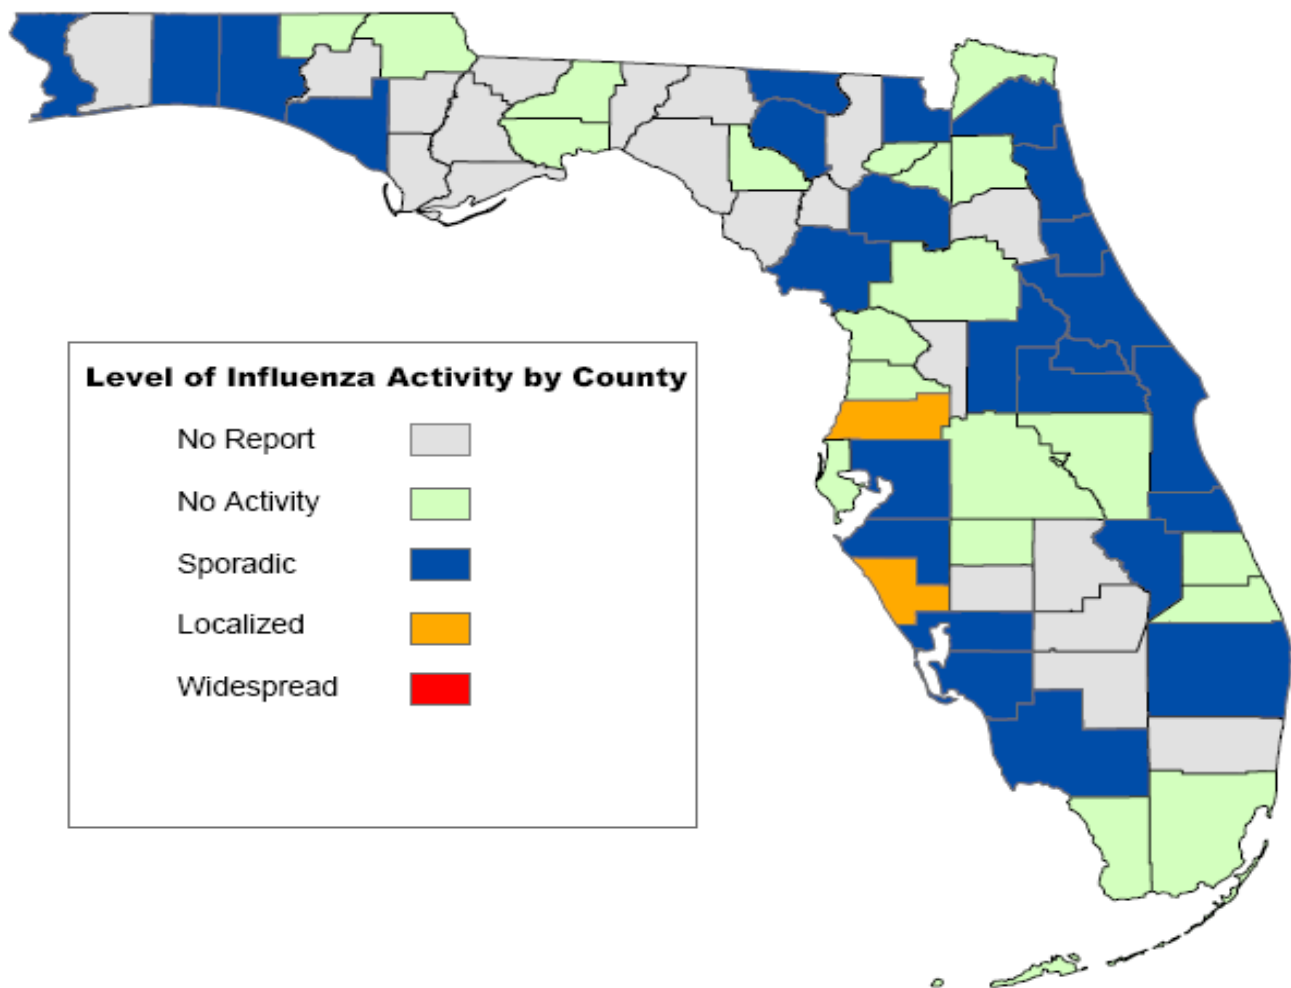 Level of Influenza Activity by County
No Report
No Activity
Sporadic
Localized
Widespread